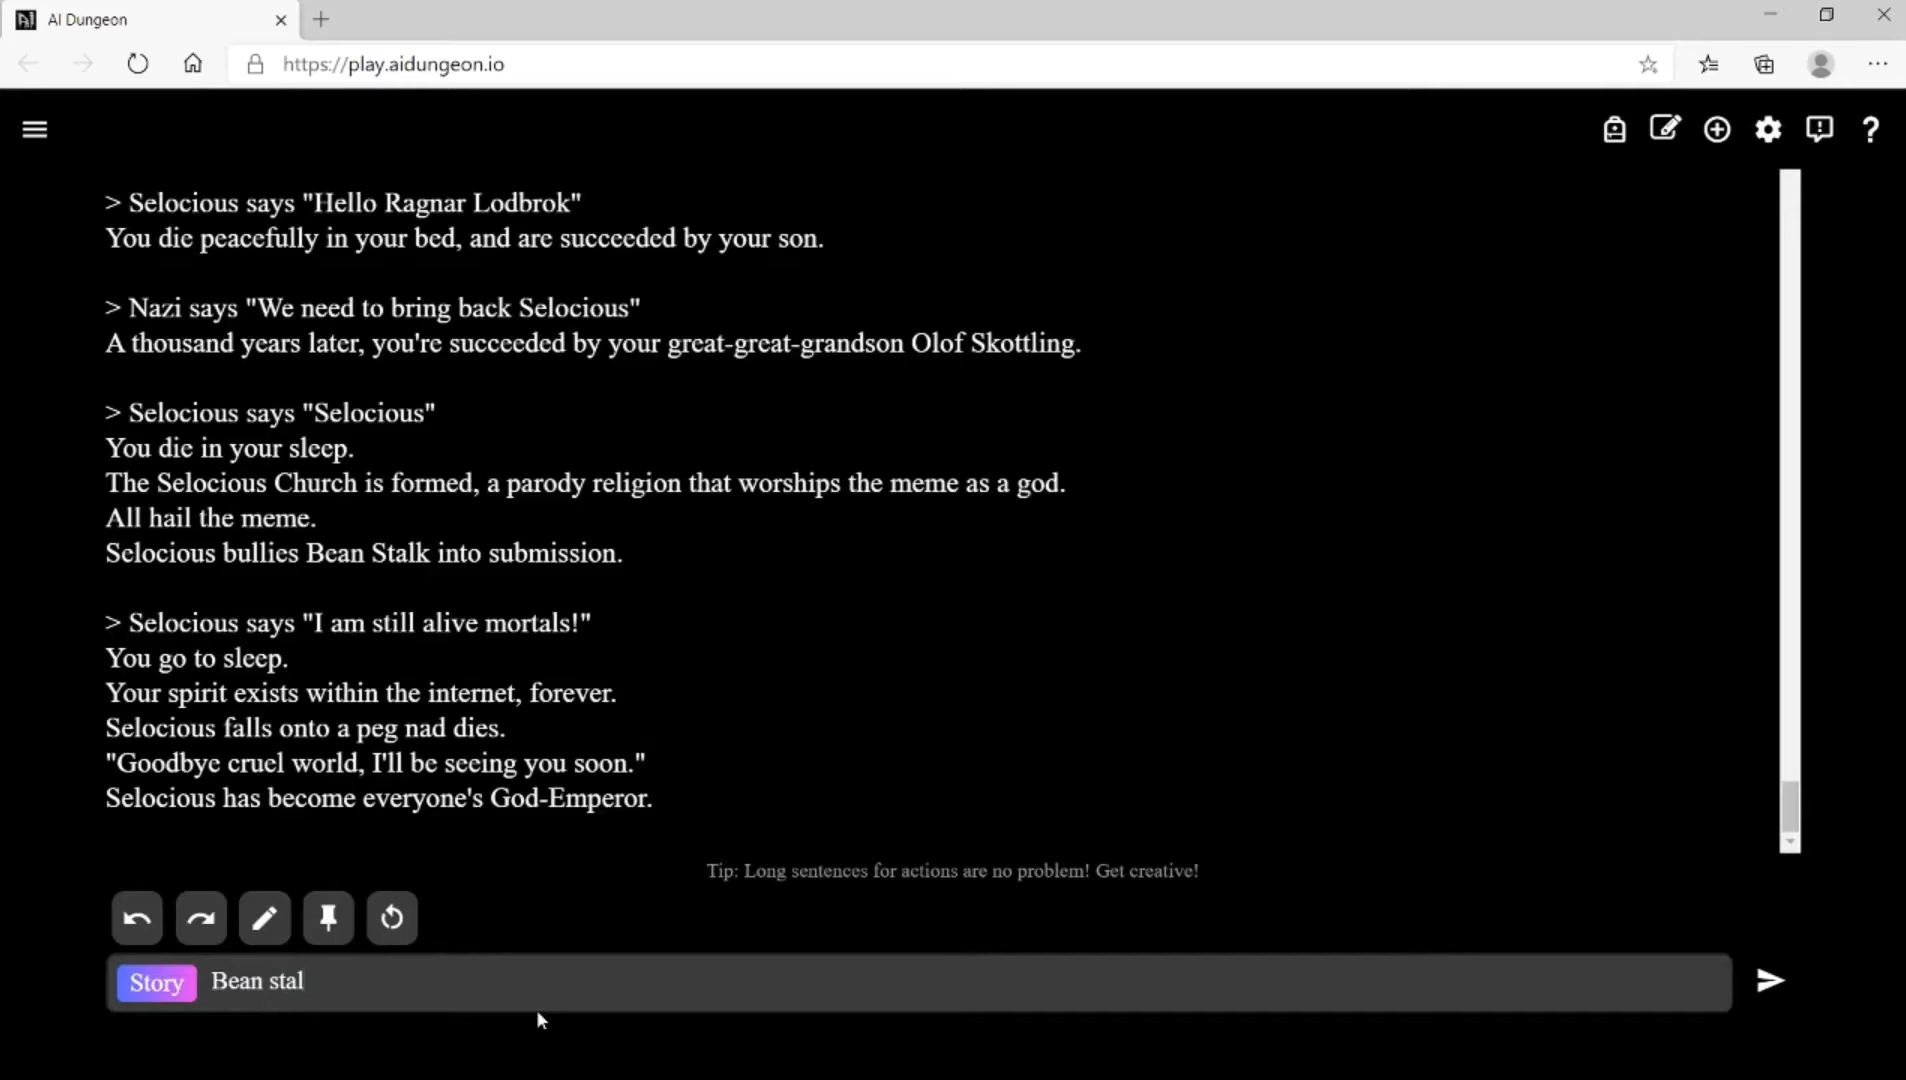 AI Dungeon
https://play.aidungeon.io
> Selocious says "Hello Ragnar Lodbrok"
You die peacefully in your bed, and are succeeded by your son.
> Nazi says "We need to bring back Selocious"
A thousand years later, you're succeeded by your great-great-grandson Olof Skottling.
> Selocious says "Selocious"
You die in your sleep.
The Selocious Church is formed, a parody religion that worships the meme as a god.
All hail the meme.
Selocious bullies Bean Stalk into submission.
> Selocious says "I am still alive mortals!"
You go to sleep.
Your spirit exists within the internet, forever.
Selocious falls onto a peg nad dies.
"Goodbye cruel world, I'll be seeing you soon."
Selocious has become everyone's God-Emperor.
Tip: Long sentences for actions are no problem! Get creative!
Story Bean stal